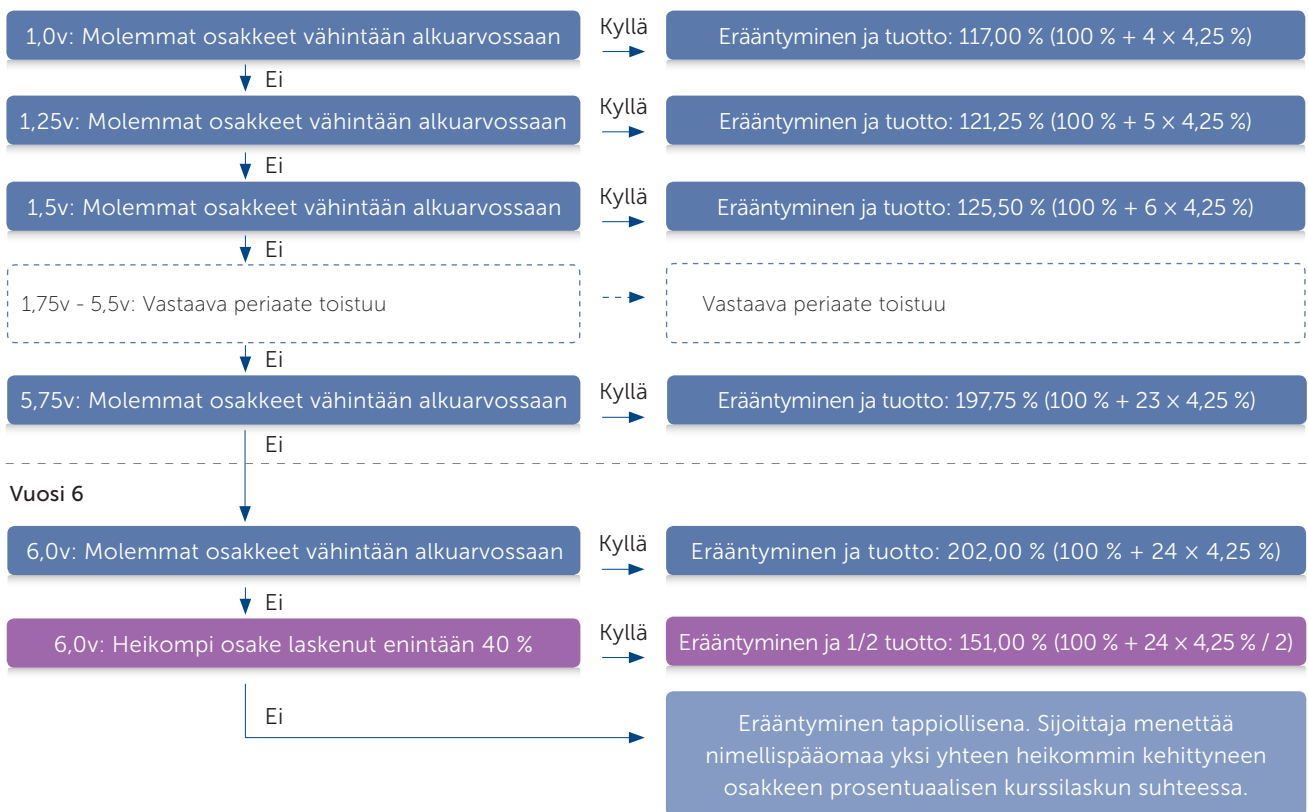 1,0v: Molemmat osakkeet vähintään alkuarvossaan
Kyllä
Erääntyminen ja tuotto: 117,00 % (100 % + 4 × 4,25 %)
Ei
1,25v: Molemmat osakkeet vähintään alkuarvossaan
Kyllä
Erääntyminen ja tuotto: 121,25 % (100 % + 5 × 4,25 %)
Ei
1,5v: Molemmat osakkeet vähintään alkuarvossaan
Kyllä
Erääntyminen ja tuotto: 125,50 % (100 % + 6 × 4,25 %)
Ei
1,75v - 5,5v: Vastaava periaate toistuu
Vastaava periaate toistuu
Ei
5,75v: Molemmat osakkeet vähintään alkuarvossaan
Kyllä
Erääntyminen ja tuotto: 197,75 % (100 % + 23 × 4,25 %)
Ei
Vuosi 6
6,0v: Molemmat osakkeet vähintään alkuarvossaan
Kyllä
Erääntyminen ja tuotto: 202,00 % (100 % + 24 × 4,25 %)
Ei
6,0v: Heikompi osake laskenut enintään 40 %
Kyllä
Erääntyminen ja 1/2 tuotto: 151,00 % (100 % + 24 × 4,25 % / 2)
Ei
Erääntyminen tappiollisena. Sijoittaja menettää
nimellispääomaa yksi yhteen heikommin kehittyneen
osakkeen prosentuaalisen kurssilaskun suhteessa.